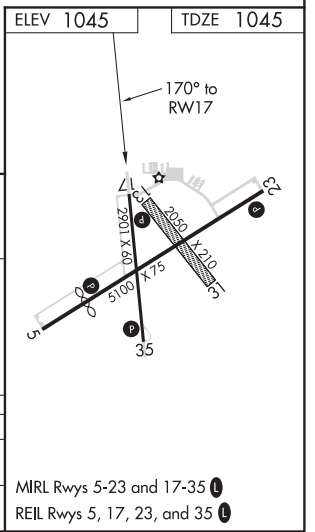 ELEV 1045
TDZE 1045
170° to
RW17
17
13
23
2901 X 60
2050 X 210
P
P
P
5100 X 75
P
5
35
31
MIRL Rwys 5-23 and 17-35 L
REIL Rwys 5, 17, 23, and 35 L